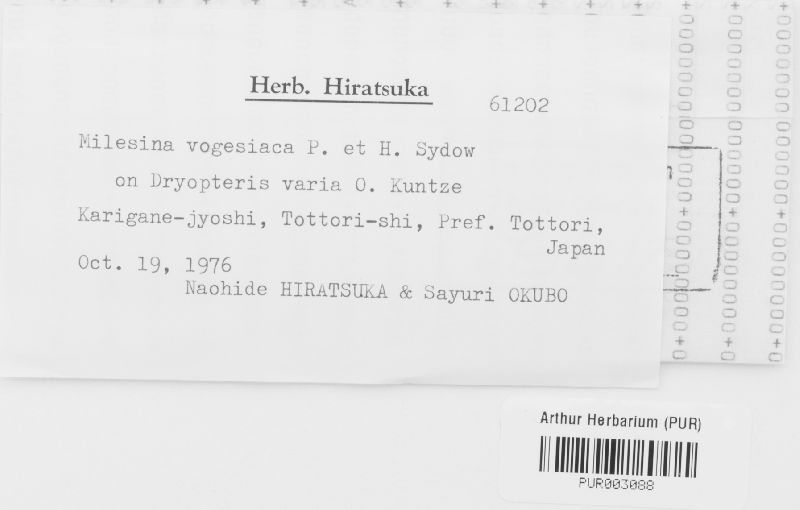 Herb. Hiratsuka
61202
Milesina vogesiaca P. et H. Sydow
on Dryopteris varia O. Kuntze
Karigane-jyoshi, Tottori-shi, Pref. Tottori,
Japan
Oct. 19, 1976
Naohide HIRATSUKA & Sayuri OKUBO
Arthur Herbarium (PUR)
PUR003088